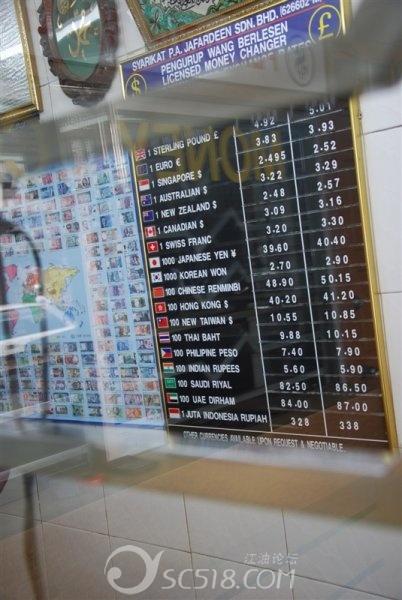 SYARIKAT P.A. JAFARDEEN SDN.BHD. (626602
PENGURUP WANG BERLESEN
LICENSED MONEY CHANGER
$ £
1 STERLING POUND £ 4.92 5.01
1 EURO € 3.83 3.93
1 SINGAPORE $ 2.495 2.52
1 AUSTRALIAN $ 3.22 3.29
1 NEW ZEALAND $ 2.48 2.57
1 CANADIAN $ 3.09 3.16
1 SWISS FRANC 3.20 3.30
1000 JAPANESE YEN ¥ 39.60 40.40
1000 KOREAN WON 2.70 2.90
100 CHINESE RENMINBI 48.90 50.15
100 HONG KONG $ 40.20 41.20
100 NEW TAIWAN $ 10.55 10.85
100 THAI BAHT 9.88 10.15
100 PHILIPINE PESO 7.40 7.90
100 INDIAN RUPEES 5.60 5.90
100 SAUDI RIYAL 82.50 86.50
100 UAE DIRHAM 84.00 87.00
1 JUTA INDONESIA RUPIAH 328 338
OTHER CURRENCIES AVAILABLE UPON REQUEST & NEGOTIABLE.
江油论坛
SC518.COM